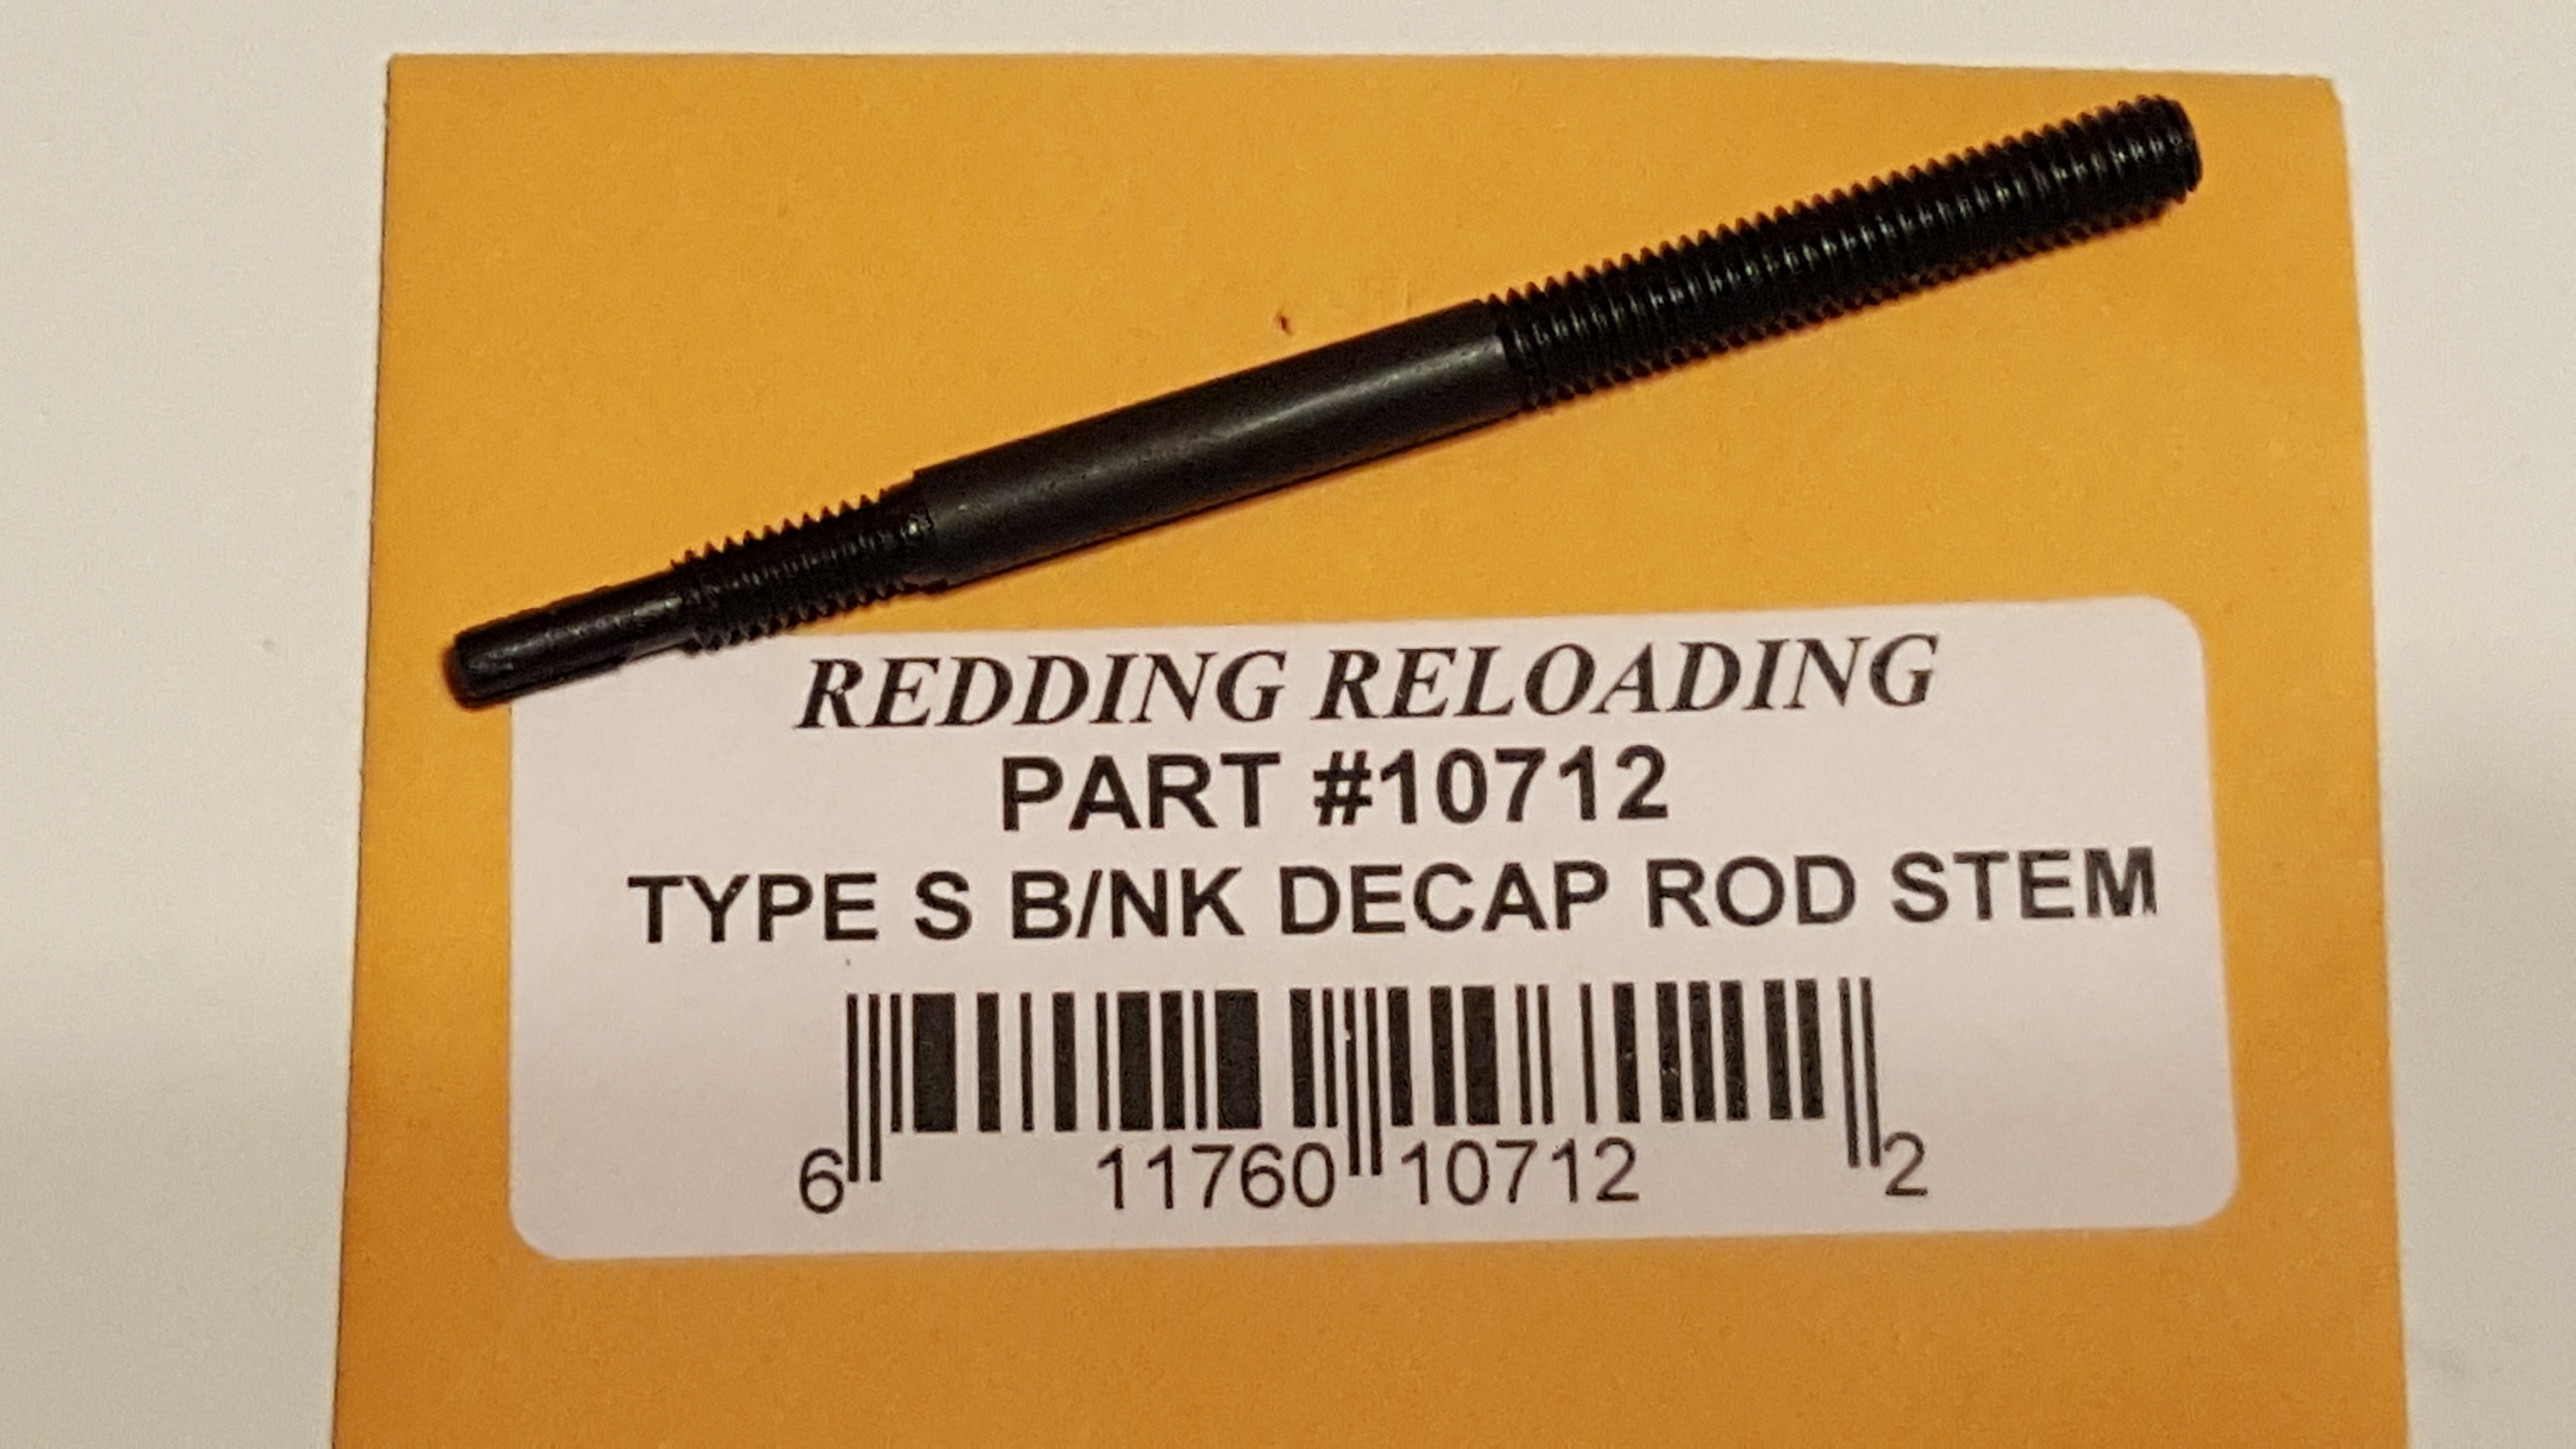 REDDING RELOADING
PART #10712
TYPE S B/NK DECAP ROD STEM
6 11760 10712 2